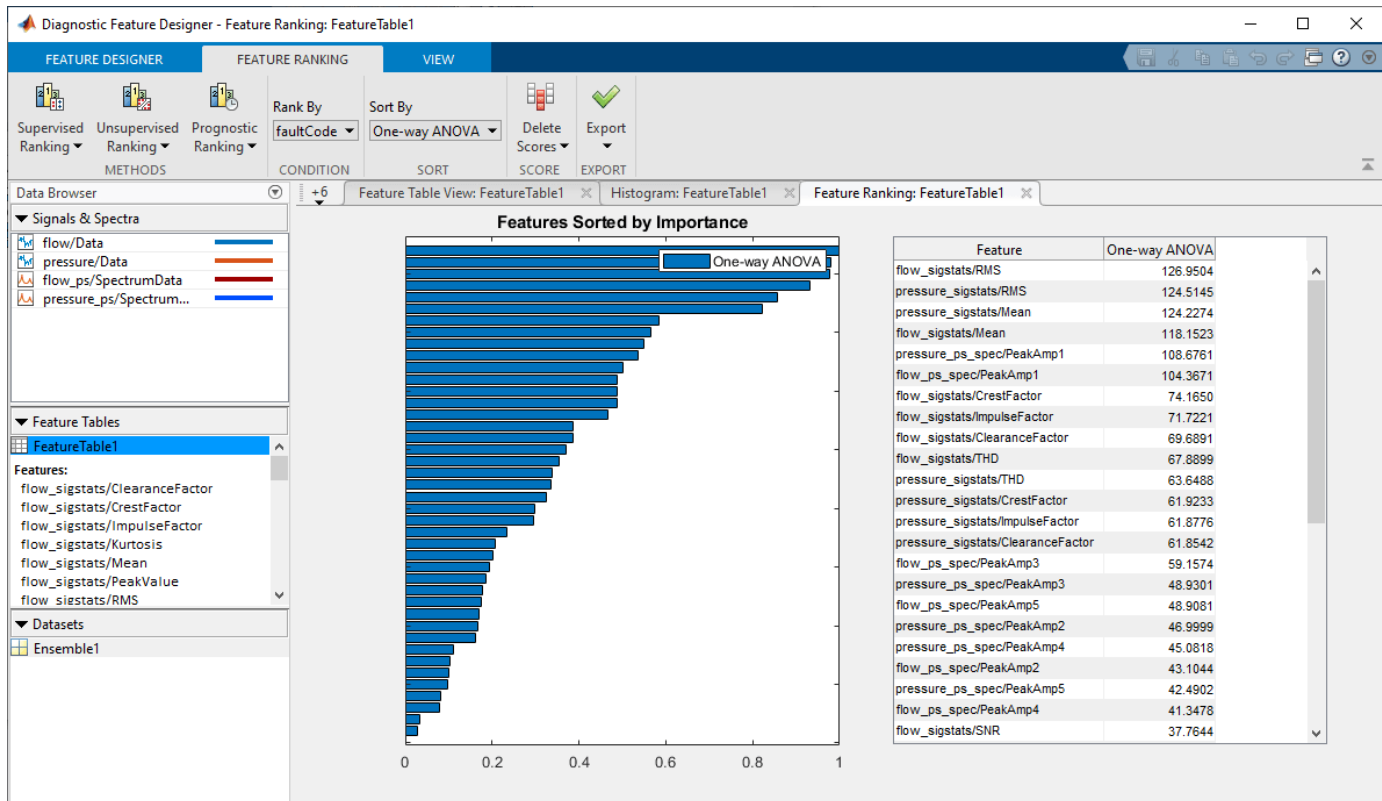 Diagnostic Feature Designer - Feature Ranking: FeatureTable1
FEATURE DESIGNER
FEATURE RANKING
VIEW
Supervised Ranking
Unsupervised Ranking
Prognostic Ranking
METHODS
Rank By
faultCode
CONDITION
Sort By
One-way ANOVA
SORT
Delete Scores
SCORE
Export
EXPORT
Data Browser
+6
Feature Table View: FeatureTable1
Histogram: FeatureTable1
Feature Ranking: FeatureTable1
Signals & Spectra
flow/Data
pressure/Data
flow_ps/SpectrumData
pressure_ps/Spectrum...
Feature Tables
FeatureTable1
Features:
flow_sigstats/ClearanceFactor
flow_sigstats/CrestFactor
flow_sigstats/ImpulseFactor
flow_sigstats/Kurtosis
flow_sigstats/Mean
flow_sigstats/PeakValue
flow_sigstats/RMS
Datasets
Ensemble1
Features Sorted by Importance
One-way ANOVA
0 0.2 0.4 0.6 0.8 1
Feature One-way ANOVA
flow_sigstats/RMS 126.9504
pressure_sigstats/RMS 124.5145
pressure_sigstats/Mean 124.2274
flow_sigstats/Mean 118.1523
pressure_ps_spec/PeakAmp1 108.6761
flow_ps_spec/PeakAmp1 104.3671
flow_sigstats/CrestFactor 74.1650
flow_sigstats/ImpulseFactor 71.7221
flow_sigstats/ClearanceFactor 69.6891
flow_sigstats/THD 67.8899
pressure_sigstats/THD 63.6488
pressure_sigstats/CrestFactor 61.9233
pressure_sigstats/ImpulseFactor 61.8776
pressure_sigstats/ClearanceFactor 61.8542
flow_ps_spec/PeakAmp3 59.1574
pressure_ps_spec/PeakAmp3 48.9301
flow_ps_spec/PeakAmp5 48.9081
pressure_ps_spec/PeakAmp2 46.9999
pressure_ps_spec/PeakAmp4 45.0818
flow_ps_spec/PeakAmp2 43.1044
pressure_ps_spec/PeakAmp5 42.4902
flow_ps_spec/PeakAmp4 41.3478
flow_sigstats/SNR 37.7644